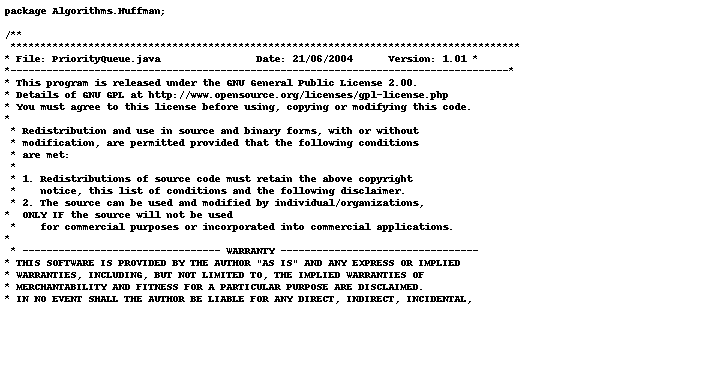 package Algorithms.Huffman;
/**
 *************************************************************************************
* File: PriorityQueue.java                Date: 21/06/2004      Version: 1.01 *
*-----------------------------------------------------------------------------------*
* This program is released under the GNU General Public License 2.00.
* Details of GNU GPL at http://www.opensource.org/licenses/gpl-license.php
* You must agree to this license before using, copying or modifying this code.
*
 * Redistribution and use in source and binary forms, with or without
 * modification, are permitted provided that the following conditions
 * are met:
 *
 * 1. Redistributions of source code must retain the above copyright
 *    notice, this list of conditions and the following disclaimer.
 * 2. The source can be used and modified by individual/organizations,
*  ONLY IF the source will not be used
 *    for commercial purposes or incorporated into commercial applications.
*
 * --------------------------------- WARRANTY ---------------------------------
* THIS SOFTWARE IS PROVIDED BY THE AUTHOR "AS IS" AND ANY EXPRESS OR IMPLIED
* WARRANTIES, INCLUDING, BUT NOT LIMITED TO, THE IMPLIED WARRANTIES OF
* MERCHANTABILITY AND FITNESS FOR A PARTICULAR PURPOSE ARE DISCLAIMED.
* IN NO EVENT SHALL THE AUTHOR BE LIABLE FOR ANY DIRECT, INDIRECT, INCIDENTAL,